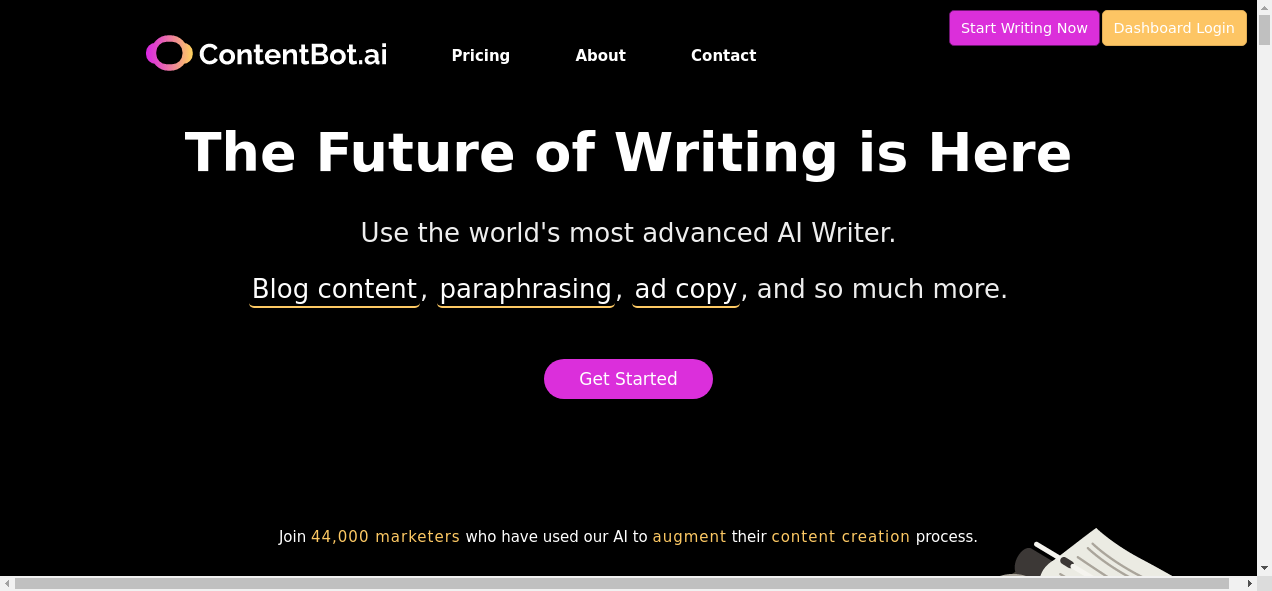 Start Writing Now Dashboard Login
ContentBot.ai Pricing About Contact
The Future of Writing is Here
Use the world's most advanced AI Writer.
Blog content, paraphrasing, ad copy, and so much more.
Get Started
Join 44,000 marketers who have used our AI to augment their content creation process.